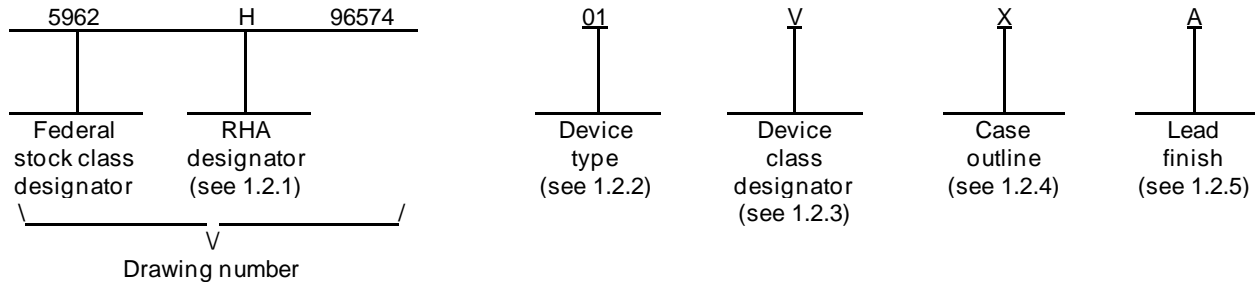 5962 H 96574 01 V X A
Federal RHA Device Device Case Lead
stock class designator type class outline finish
designator (see 1.2.1) (see 1.2.2) designator (see 1.2.4) (see 1.2.5)
(see 1.2.3)
\ /
\/
Drawing number